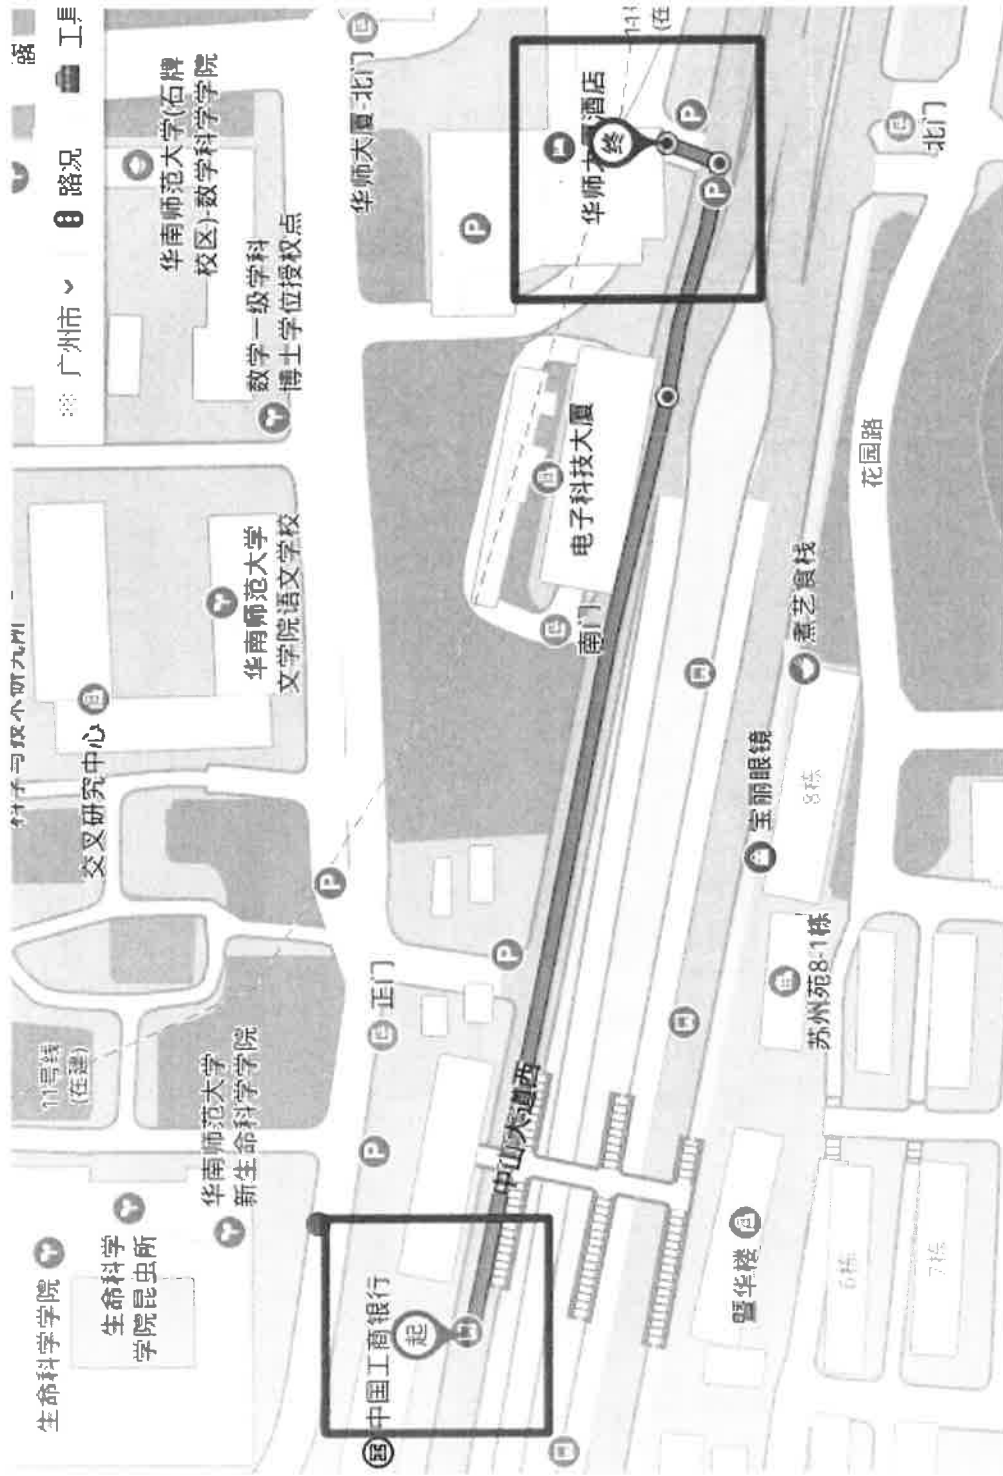 广州市
路况
工具
华南师范大学(石牌
校区)-数学科学学院
数学一级学科
博士学位授权点
华师大厦-北门
华师大厦酒店
终
P
P
P
(在
北门
电子科技大厦
南门
花园路
华南师范大学
文学院语文学校
交叉研究中心
煮艺食栈
宝丽眼镜
8栋
苏州苑8-1栋
P
P
P
正门
11号线
(在建)
华南师范大学
新生命科学学院
中山大道西
生命科学学院
生命科学
学院昆虫所
中国工商银行
起
暨华楼
6栋
7栋